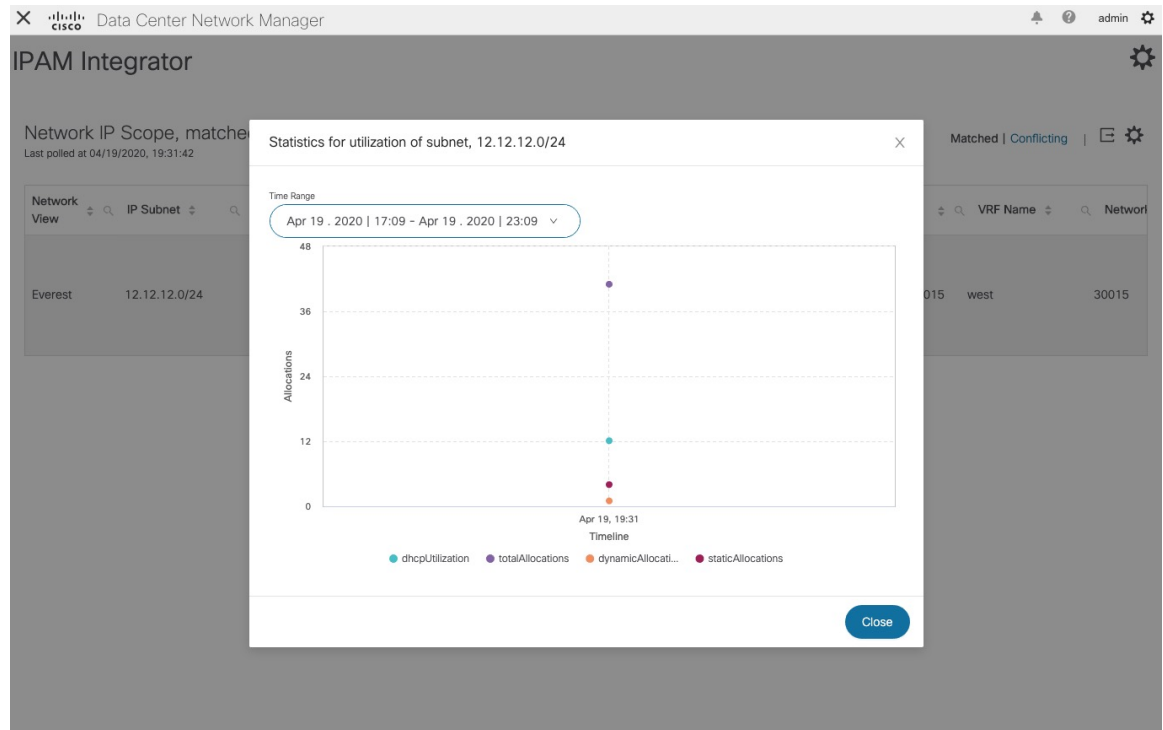 cisco Data Center Network Manager admin
IPAM Integrator
Network IP Scope, matche
Last polled at 04/19/2020, 19:31:42
Matched | Conflicting |
Statistics for utilization of subnet, 12.12.12.0/24
Network View IP Subnet VRF Name Networ
Everest 12.12.12.0/24 015 west 30015
Time Range
Apr 19 . 2020 | 17:09 - Apr 19 . 2020 | 23:09
48
36
24
12
0
Allocations
Apr 19, 19:31
Timeline
dhcpUtilization totalAllocations dynamicAllocati... staticAllocations
Close